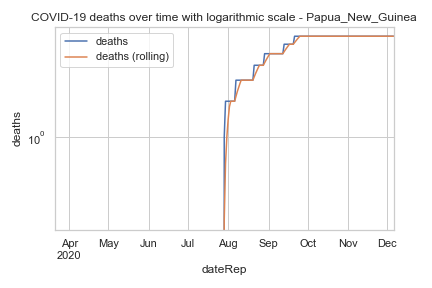 COVID-19 deaths over time with logarithmic scale - Papua_New_Guinea
deaths
deaths (rolling)
deaths
10⁰
Apr
2020
May
Jun
Jul
Aug
Sep
Oct
Nov
Dec
dateRep